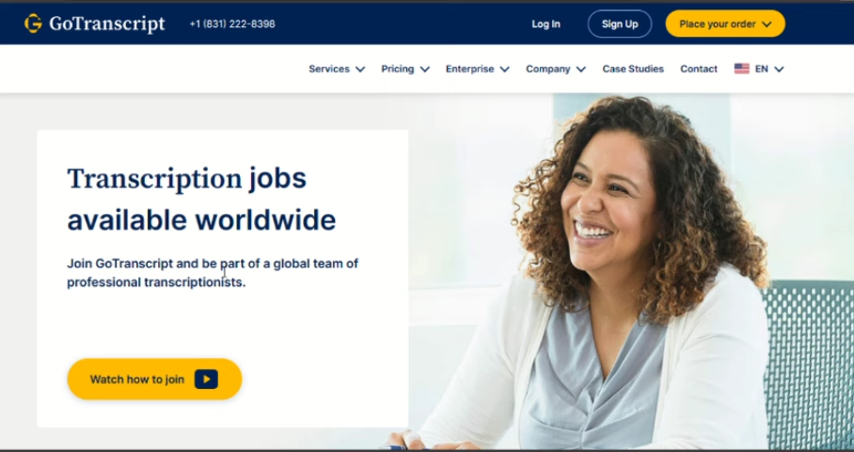 GoTranscript
+1 (831) 222-8398
Log In
Sign Up
Place your order
Services
Pricing
Enterprise
Company
Case Studies
Contact
EN
Transcription jobs
available worldwide
Join GoTranscript and be part of a global team of
professional transcriptionists.
Watch how to join